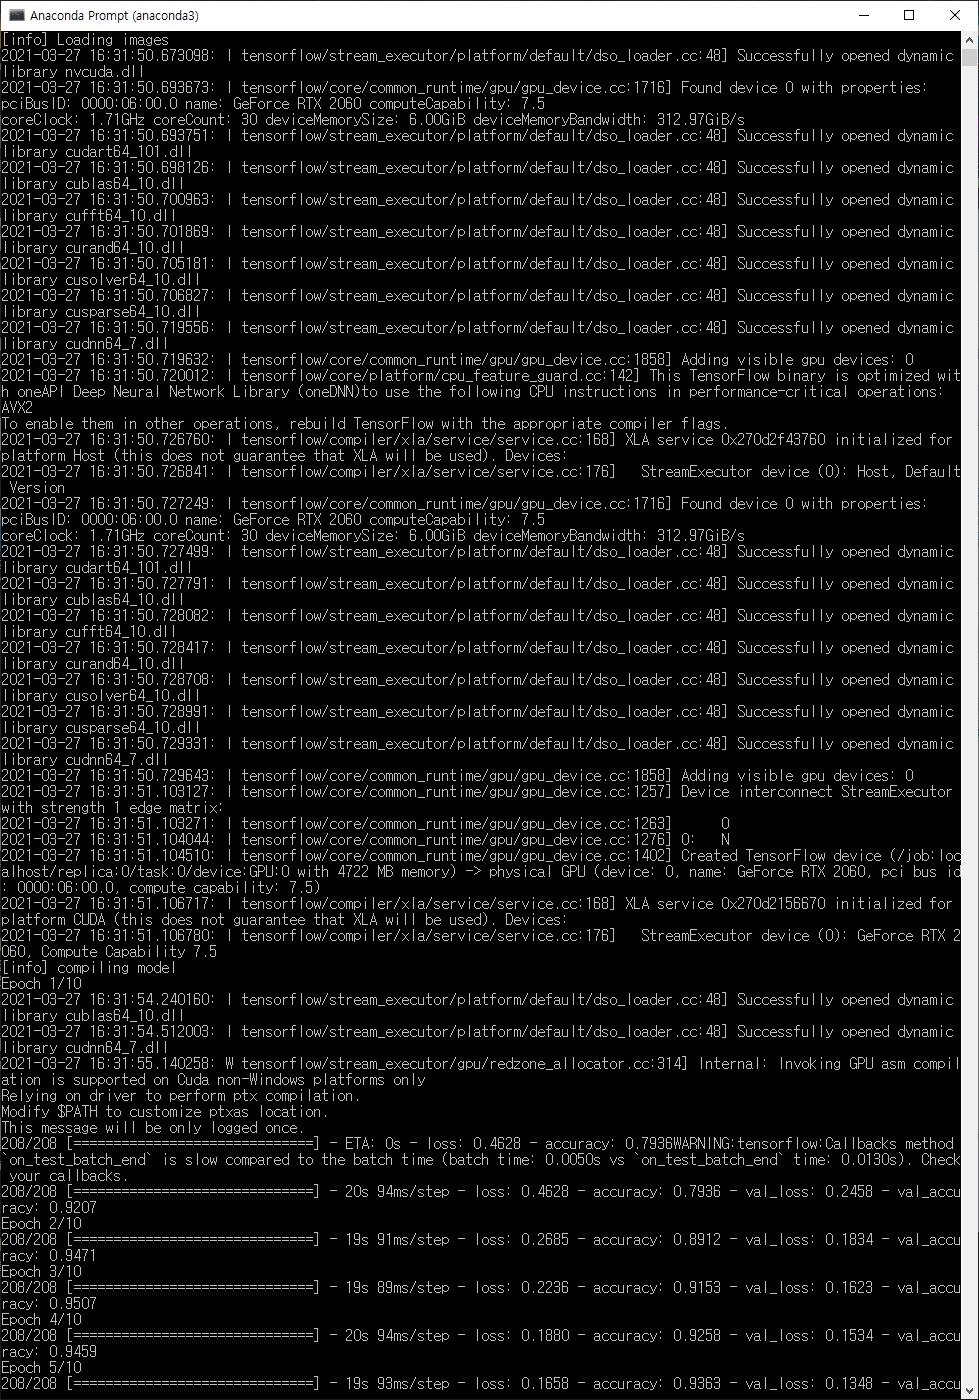 Anaconda Prompt (anaconda3)
[info] Loading images
2021-03-27 16:31:50.673098: I tensorflow/stream_executor/platform/default/dso_loader.cc:48] Successfully opened dynamic
library nvcuda.dll
2021-03-27 16:31:50.693673: I tensorflow/core/common_runtime/gpu/gpu_device.cc:1716] Found device 0 with properties:
pciBusID: 0000:06:00.0 name: GeForce RTX 2060 computeCapability: 7.5
coreClock: 1.71GHz coreCount: 30 deviceMemorySize: 6.00GiB deviceMemoryBandwidth: 312.97GiB/s
2021-03-27 16:31:50.693751: I tensorflow/stream_executor/platform/default/dso_loader.cc:48] Successfully opened dynamic
library cudart64_101.dll
2021-03-27 16:31:50.698126: I tensorflow/stream_executor/platform/default/dso_loader.cc:48] Successfully opened dynamic
library cublas64_10.dll
2021-03-27 16:31:50.700963: I tensorflow/stream_executor/platform/default/dso_loader.cc:48] Successfully opened dynamic
library cufft64_10.dll
2021-03-27 16:31:50.701869: I tensorflow/stream_executor/platform/default/dso_loader.cc:48] Successfully opened dynamic
library curand64_10.dll
2021-03-27 16:31:50.705181: I tensorflow/stream_executor/platform/default/dso_loader.cc:48] Successfully opened dynamic
library cusolver64_10.dll
2021-03-27 16:31:50.706827: I tensorflow/stream_executor/platform/default/dso_loader.cc:48] Successfully opened dynamic
library cusparse64_10.dll
2021-03-27 16:31:50.719556: I tensorflow/stream_executor/platform/default/dso_loader.cc:48] Successfully opened dynamic
library cudnn64_7.dll
2021-03-27 16:31:50.719632: I tensorflow/core/common_runtime/gpu/gpu_device.cc:1858] Adding visible gpu devices: 0
2021-03-27 16:31:50.720012: I tensorflow/core/platform/cpu_feature_guard.cc:142] This TensorFlow binary is optimized wit
h oneAPI Deep Neural Network Library (oneDNN)to use the following CPU instructions in performance-critical operations:
AVX2
To enable them in other operations, rebuild TensorFlow with the appropriate compiler flags.
2021-03-27 16:31:50.726760: I tensorflow/compiler/xla/service/service.cc:168] XLA service 0x270d2f43760 initialized for
platform Host (this does not guarantee that XLA will be used). Devices:
2021-03-27 16:31:50.726841: I tensorflow/compiler/xla/service/service.cc:176]   StreamExecutor device (0): Host, Default
 Version
2021-03-27 16:31:50.727249: I tensorflow/core/common_runtime/gpu/gpu_device.cc:1716] Found device 0 with properties:
pciBusID: 0000:06:00.0 name: GeForce RTX 2060 computeCapability: 7.5
coreClock: 1.71GHz coreCount: 30 deviceMemorySize: 6.00GiB deviceMemoryBandwidth: 312.97GiB/s
2021-03-27 16:31:50.727499: I tensorflow/stream_executor/platform/default/dso_loader.cc:48] Successfully opened dynamic
library cudart64_101.dll
2021-03-27 16:31:50.727791: I tensorflow/stream_executor/platform/default/dso_loader.cc:48] Successfully opened dynamic
library cublas64_10.dll
2021-03-27 16:31:50.728082: I tensorflow/stream_executor/platform/default/dso_loader.cc:48] Successfully opened dynamic
library cufft64_10.dll
2021-03-27 16:31:50.728417: I tensorflow/stream_executor/platform/default/dso_loader.cc:48] Successfully opened dynamic
library curand64_10.dll
2021-03-27 16:31:50.728708: I tensorflow/stream_executor/platform/default/dso_loader.cc:48] Successfully opened dynamic
library cusolver64_10.dll
2021-03-27 16:31:50.728991: I tensorflow/stream_executor/platform/default/dso_loader.cc:48] Successfully opened dynamic
library cusparse64_10.dll
2021-03-27 16:31:50.729331: I tensorflow/stream_executor/platform/default/dso_loader.cc:48] Successfully opened dynamic
library cudnn64_7.dll
2021-03-27 16:31:50.729643: I tensorflow/core/common_runtime/gpu/gpu_device.cc:1858] Adding visible gpu devices: 0
2021-03-27 16:31:51.103127: I tensorflow/core/common_runtime/gpu/gpu_device.cc:1257] Device interconnect StreamExecutor
with strength 1 edge matrix:
2021-03-27 16:31:51.103271: I tensorflow/core/common_runtime/gpu/gpu_device.cc:1263]      0
2021-03-27 16:31:51.104044: I tensorflow/core/common_runtime/gpu/gpu_device.cc:1276] 0:   N
2021-03-27 16:31:51.104510: I tensorflow/core/common_runtime/gpu/gpu_device.cc:1402] Created TensorFlow device (/job:loc
alhost/replica:0/task:0/device:GPU:0 with 4722 MB memory) -> physical GPU (device: 0, name: GeForce RTX 2060, pci bus id
: 0000:06:00.0, compute capability: 7.5)
2021-03-27 16:31:51.106717: I tensorflow/compiler/xla/service/service.cc:168] XLA service 0x270d2156670 initialized for
platform CUDA (this does not guarantee that XLA will be used). Devices:
2021-03-27 16:31:51.106780: I tensorflow/compiler/xla/service/service.cc:176]   StreamExecutor device (0): GeForce RTX 2
060, Compute Capability 7.5
[info] compiling model
Epoch 1/10
2021-03-27 16:31:54.240160: I tensorflow/stream_executor/platform/default/dso_loader.cc:48] Successfully opened dynamic
library cublas64_10.dll
2021-03-27 16:31:54.512003: I tensorflow/stream_executor/platform/default/dso_loader.cc:48] Successfully opened dynamic
library cudnn64_7.dll
2021-03-27 16:31:55.140258: W tensorflow/stream_executor/gpu/redzone_allocator.cc:314] Internal: Invoking GPU asm compil
ation is supported on Cuda non-Windows platforms only
Relying on driver to perform ptx compilation.
Modify $PATH to customize ptxas location.
This message will be only logged once.
208/208 [==============================] - ETA: 0s - loss: 0.4628 - accuracy: 0.7936WARNING:tensorflow:Callbacks method
`on_test_batch_end` is slow compared to the batch time (batch time: 0.0050s vs `on_test_batch_end` time: 0.0130s). Check
 your callbacks.
208/208 [==============================] - 20s 94ms/step - loss: 0.4628 - accuracy: 0.7936 - val_loss: 0.2458 - val_accu
racy: 0.9207
Epoch 2/10
208/208 [==============================] - 19s 91ms/step - loss: 0.2685 - accuracy: 0.8912 - val_loss: 0.1834 - val_accu
racy: 0.9471
Epoch 3/10
208/208 [==============================] - 19s 89ms/step - loss: 0.2236 - accuracy: 0.9153 - val_loss: 0.1623 - val_accu
racy: 0.9507
Epoch 4/10
208/208 [==============================] - 20s 94ms/step - loss: 0.1880 - accuracy: 0.9258 - val_loss: 0.1534 - val_accu
racy: 0.9459
Epoch 5/10
208/208 [==============================] - 19s 93ms/step - loss: 0.1658 - accuracy: 0.9363 - val_loss: 0.1348 - val_accu